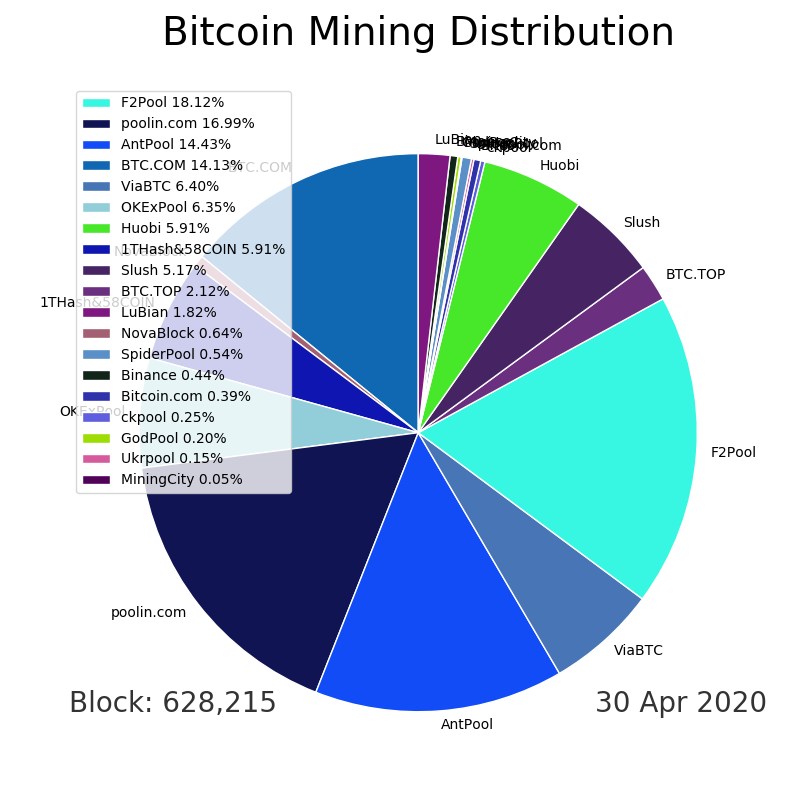 Bitcoin Mining Distribution
F2Pool 18.12%
poolin.com 16.99%
AntPool 14.43%
BTC.COM 14.13%
ViaBTC 6.40%
OKExPool 6.35%
Huobi 5.91%
1THash&58COIN 5.91%
Slush 5.17%
BTC.TOP 2.12%
LuBian 1.82%
NovaBlock 0.64%
SpiderPool 0.54%
Binance 0.44%
Bitcoin.com 0.39%
ckpool 0.25%
GodPool 0.20%
Ukrpool 0.15%
MiningCity 0.05%
LuBian
ckpool
Huobi
BTC.COM
Slush
NovaBlock
BTC.TOP
1THash&58COIN
OKExPool
F2Pool
poolin.com
ViaBTC
AntPool
Block: 628,215
30 Apr 2020